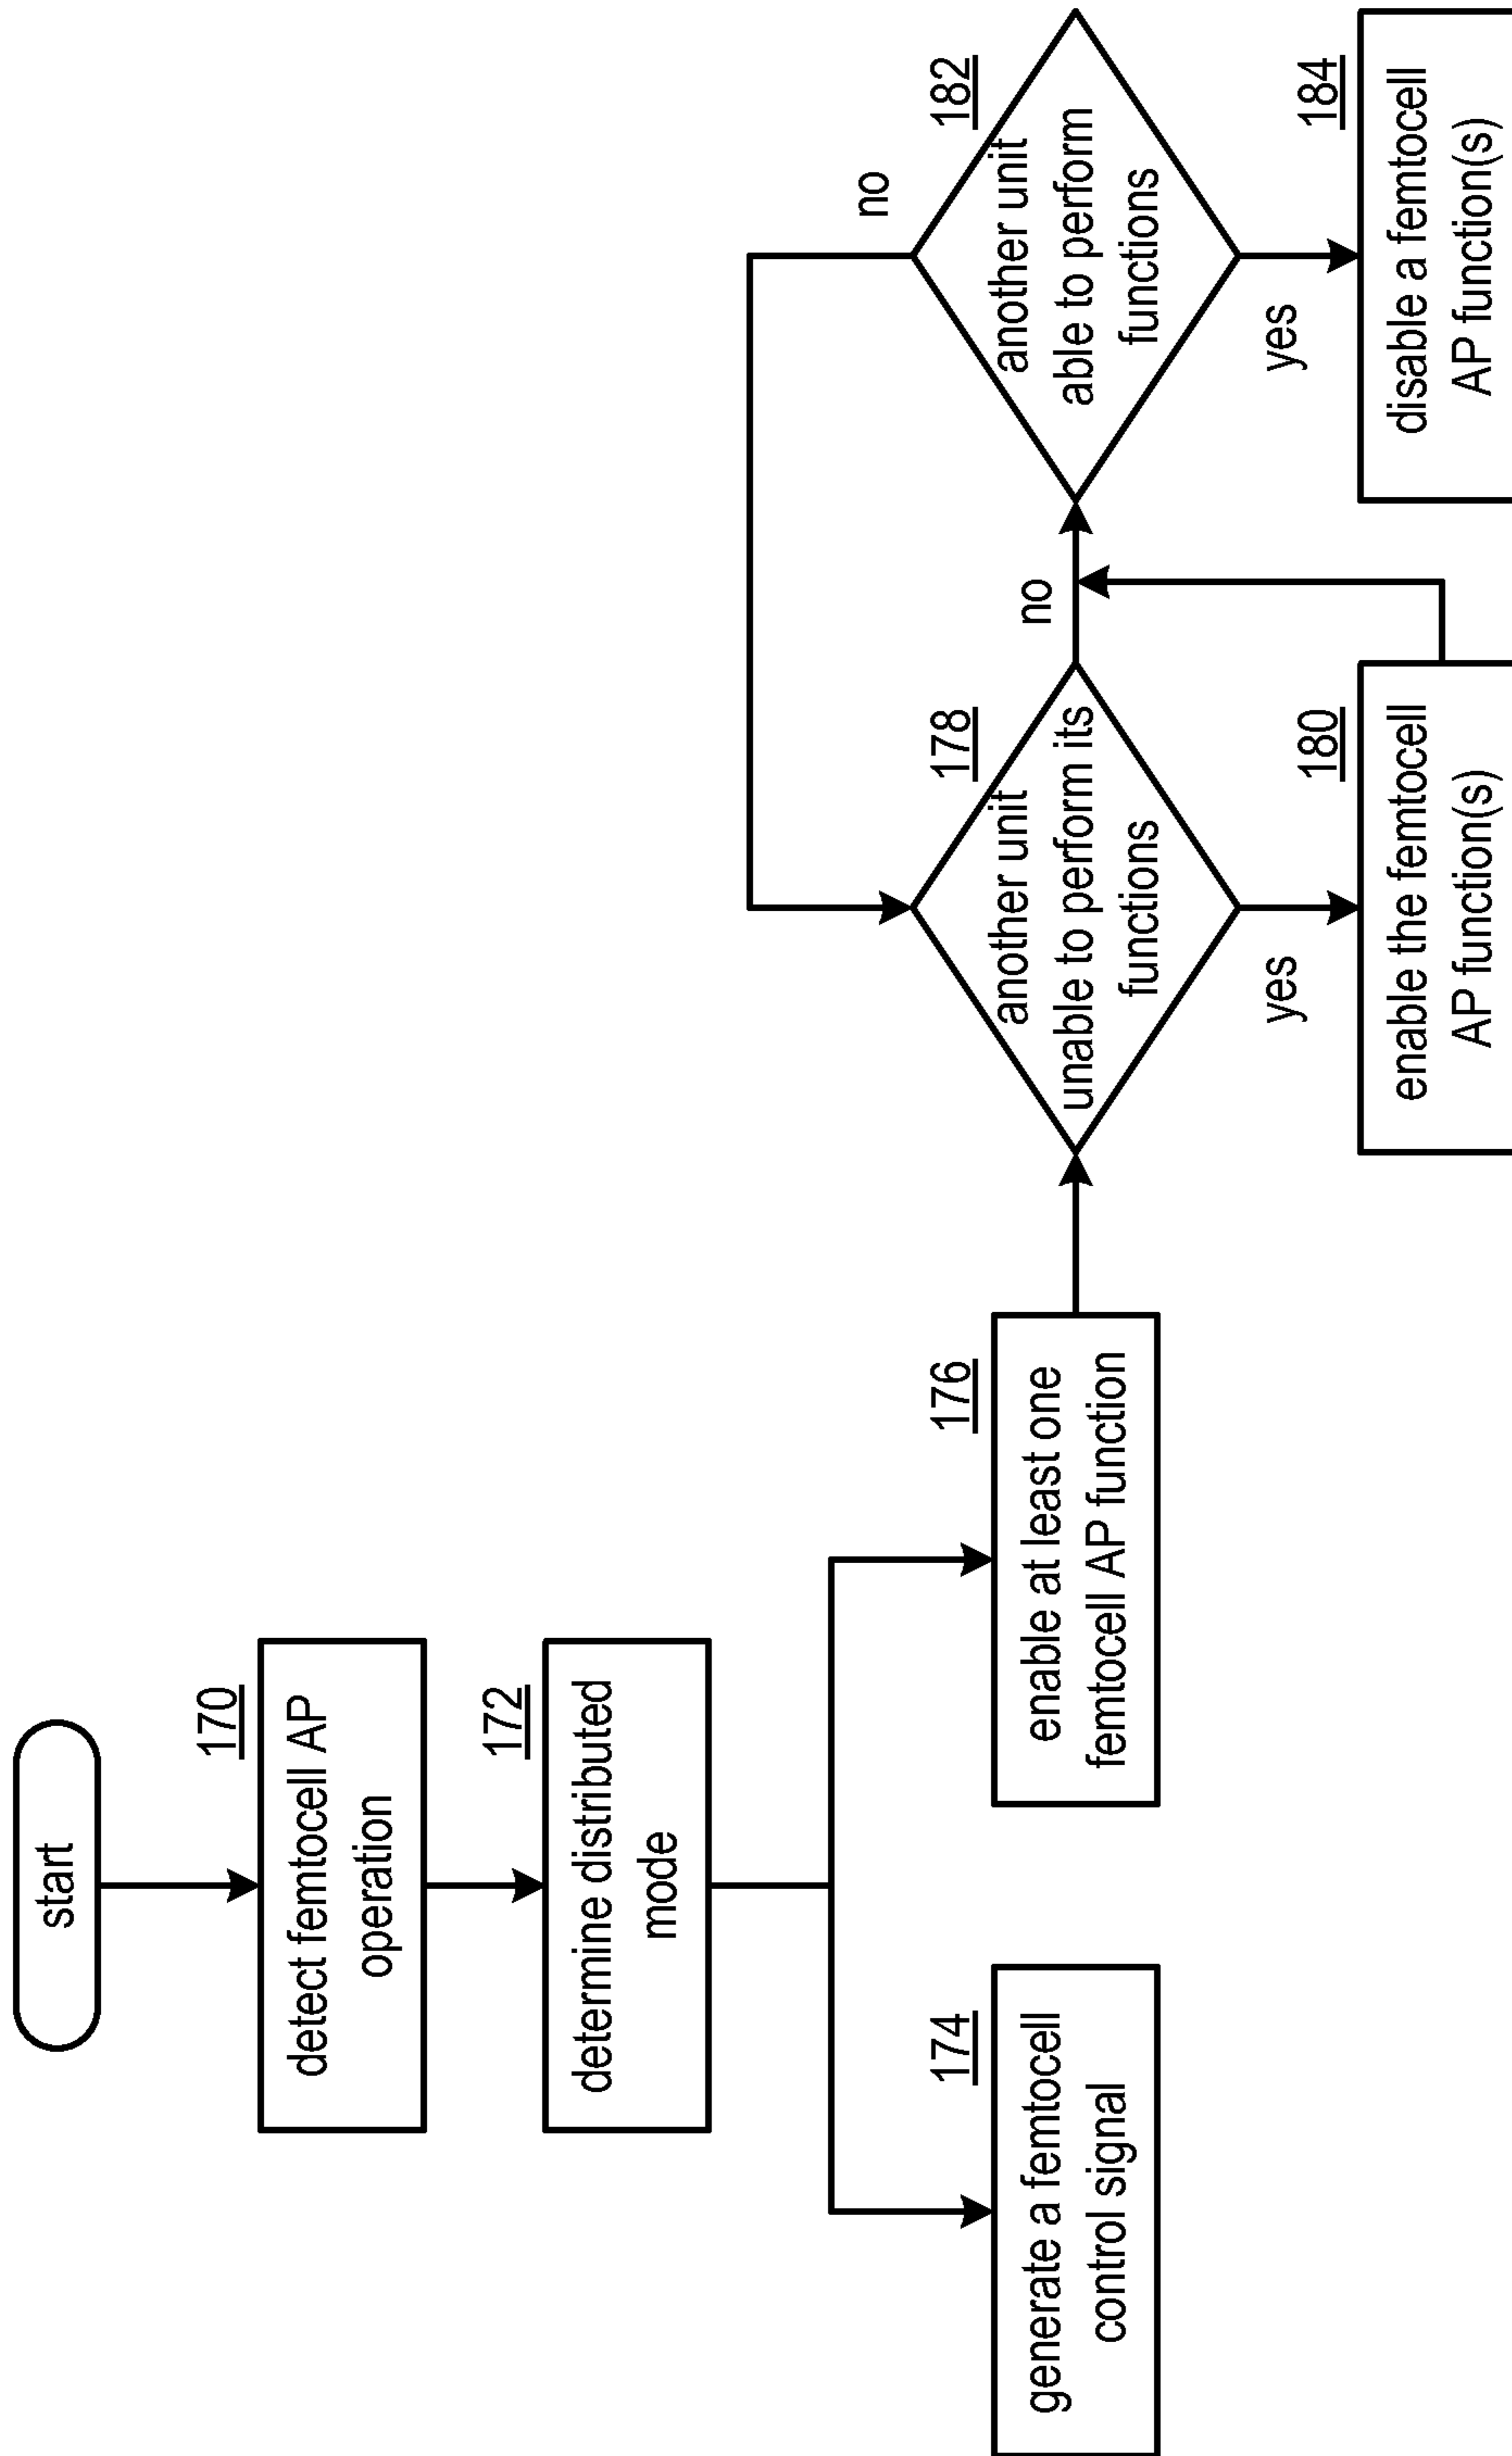 start
170
detect femtocell AP
operation
172
determine distributed
mode
174
generate a femtocell
control signal
176
enable at least one
femtocell AP function
178
another unit
unable to perform its
functions
no
yes
180
enable the femtocell
AP function(s)
182
another unit
able to perform
functions
no
yes
184
disable a femtocell
AP function(s)